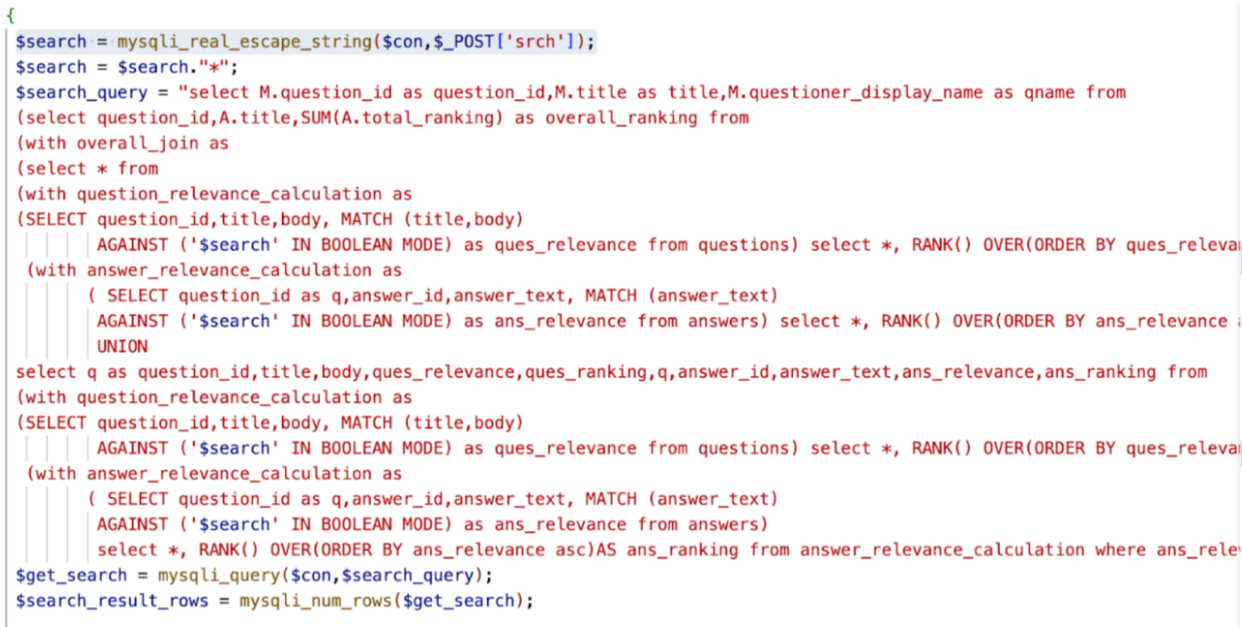 {
$search = mysqli_real_escape_string($con,$_POST['srch']);
$search = $search."*";
$search_query = "select M.question_id as question_id,M.title as title,M.questioner_display_name as qname from
(select question_id,A.title,SUM(A.total_ranking) as overall_ranking from
(with overall_join as
(select * from
(with question_relevance_calculation as
(SELECT question_id,title,body, MATCH (title,body)
AGAINST ('$search' IN BOOLEAN MODE) as ques_relevance from questions) select *, RANK() OVER(ORDER BY
(with answer_relevance_calculation as
( SELECT question_id as q,answer_id,answer_text, MATCH (answer_text)
AGAINST ('$search' IN BOOLEAN MODE) as ans_relevance from answers) select *, RANK() OVER(ORDER BY ans_relevance
UNION
select q as question_id,title,body,ques_relevance,ques_ranking,q,answer_id,answer_text,ans_relevance,ans_ranking from
(with question_relevance_calculation as
(SELECT question_id,title,body, MATCH (title,body)
AGAINST ('$search' IN BOOLEAN MODE) as ques_relevance from questions) select *, RANK() OVER(ORDER BY
(with answer_relevance_calculation as
( SELECT question_id as q,answer_id,answer_text, MATCH (answer_text)
AGAINST ('$search' IN BOOLEAN MODE) as ans_relevance from answers)
select *, RANK() OVER(ORDER BY ans_relevance asc)AS ans_ranking from answer_relevance_calculation where
$get_search = mysqli_query($con,$search_query);
$search_result_rows = mysqli_num_rows($get_search);